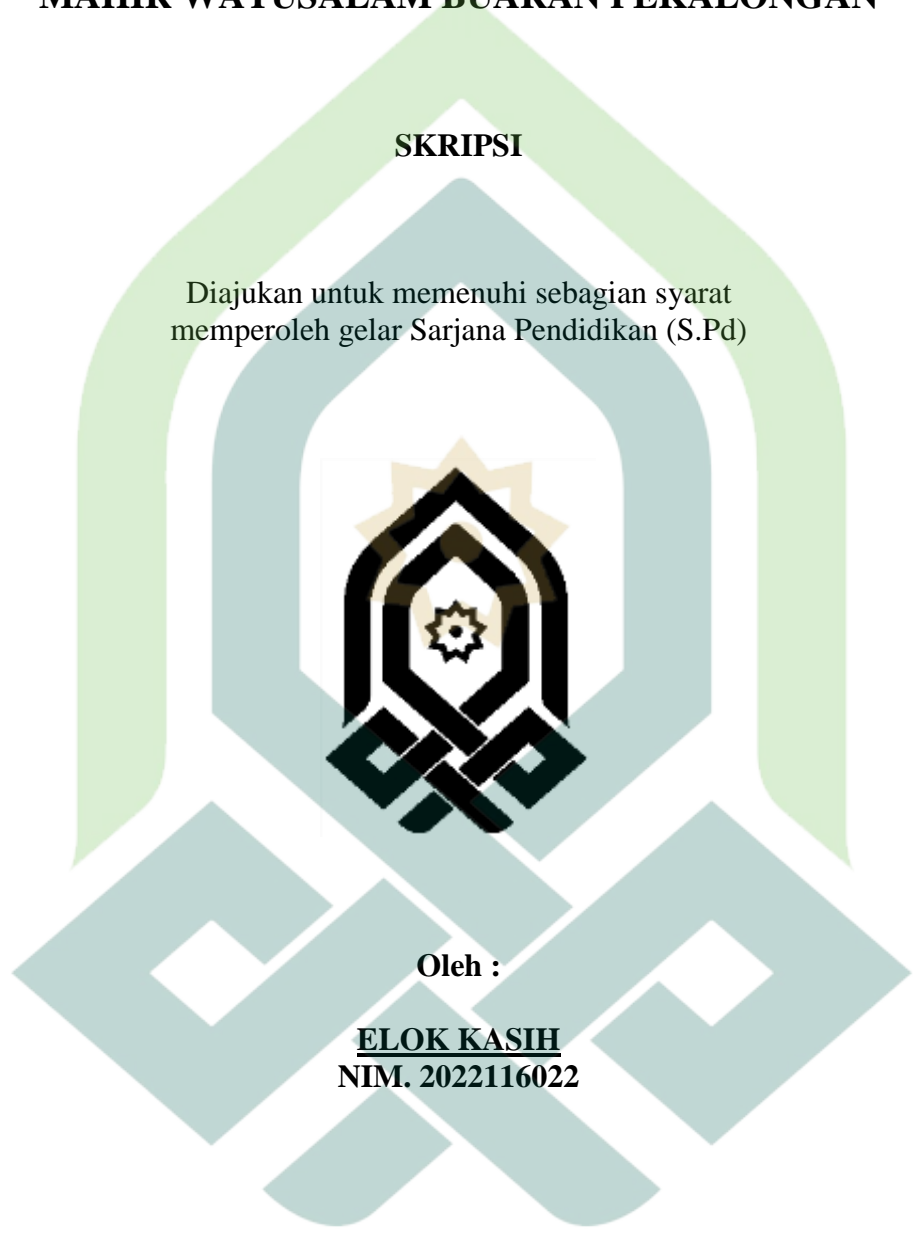 MAHIR WAYUSALAM BUARAN PEKALONGAN
SKRIPSI
Diajukan untuk memenuhi sebagian syarat
memperoleh gelar Sarjana Pendidikan (S.Pd)
Oleh :
ELOK KASIH
NIM. 2022116022